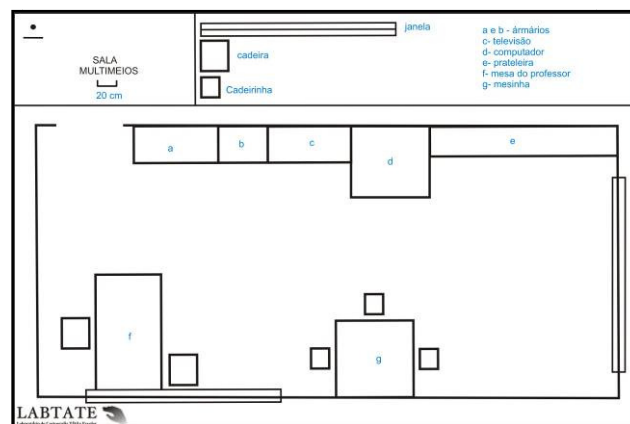 SALA
MULTIMEIOS
20 cm
janela
cadeira
Cadeirinha
a e b - ármários
c- televisão
d- computador
e- prateleira
f- mesa do professor
g- mesinha
a
b
c
d
e
f
g
LABTATE